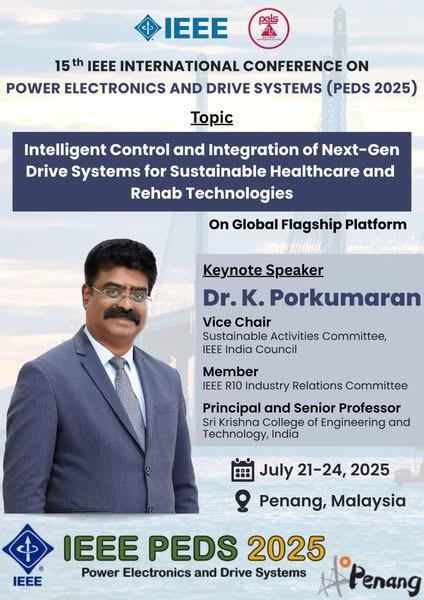 IEEE
pels
15th IEEE INTERNATIONAL CONFERENCE ON
POWER ELECTRONICS AND DRIVE SYSTEMS (PEDS 2025)
Topic
Intelligent Control and Integration of Next-Gen
Drive Systems for Sustainable Healthcare and
Rehab Technologies
On Global Flagship Platform
Keynote Speaker
Dr. K. Porkumaran
Vice Chair
Sustainable Activities Committee,
IEEE India Council
Member
IEEE R10 Industry Relations Committee
Principal and Senior Professor
Sri Krishna College of Engineering and
Technology, India
July 21-24, 2025
Penang, Malaysia
IEEE
IEEE PEDS 2025
Power Electronics and Drive Systems
Penang